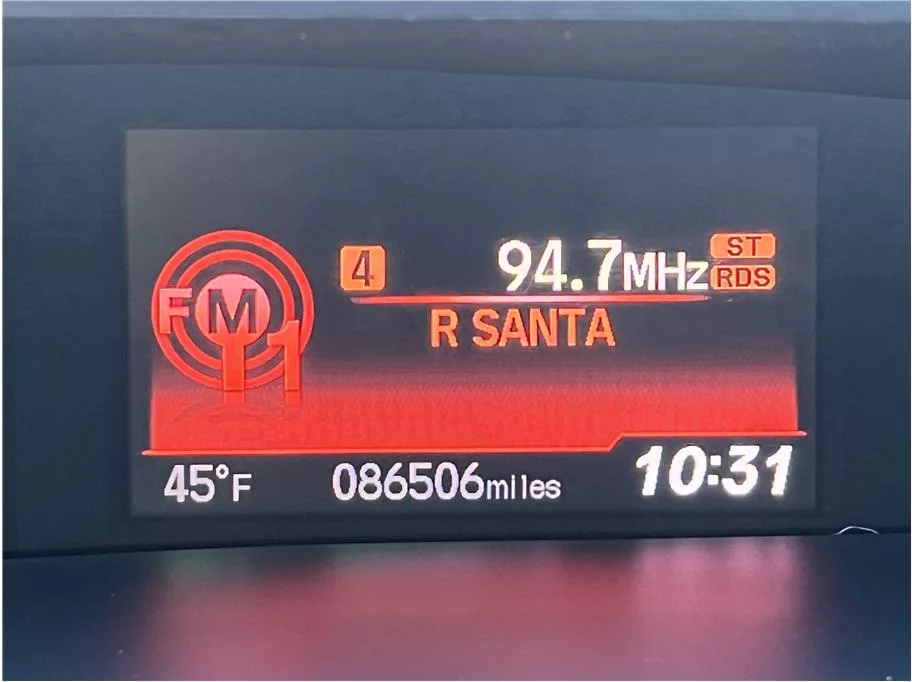 FM1
4 94.7MHz ST
RDS
R SANTA
45°F 086506miles 10:31